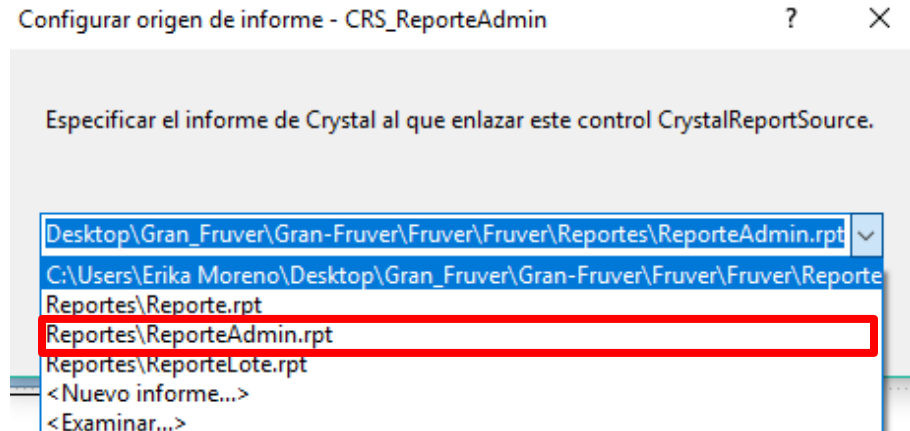 Configurar origen de informe - CRS_ReporteAdmin ? ×
Especificar el informe de Crystal al que enlazar este control CrystalReportSource.
Desktop\Gran_Fruver\Gran-Fruver\Fruver\Fruver\Reportes\ReporteAdmin.rpt
C:\Users\Erika Moreno\Desktop\Gran_Fruver\Gran-Fruver\Fruver\Fruver\Reporte
Reportes\Reporte.rpt
Reportes\ReporteAdmin.rpt
Reportes\ReporteLote.rpt
<Nuevo informe...>
<Examinar...>